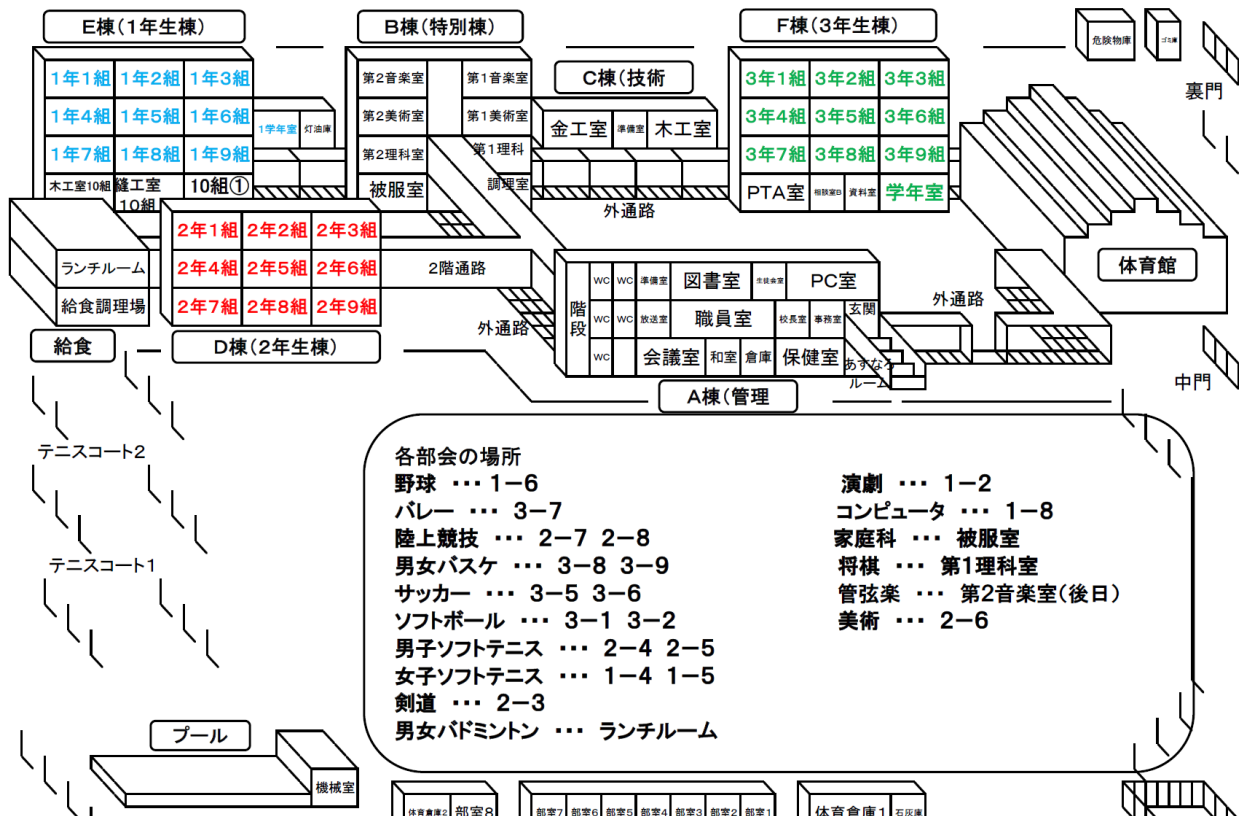 E棟(1年生棟)
B棟(特別棟)
F棟(3年生棟)
危険物庫
ゴミ庫
裏門
1年1組 1年2組 1年3組
1年4組 1年5組 1年6組
1年7組 1年8組 1年9組
木工室10組 縫工室10組 10組①
1学年室 灯油庫
第2音楽室 第1音楽室
第2美術室 第1美術室
第2理科室 第1理科
被服室 調理室
C棟(技術
金工室 準備室 木工室
外通路
3年1組 3年2組 3年3組
3年4組 3年5組 3年6組
3年7組 3年8組 3年9組
PTA室 相談室B 資料室 学年室
体育館
ランチルーム
給食調理場
給食
2年1組 2年2組 2年3組
2年4組 2年5組 2年6組
2年7組 2年8組 2年9組
D棟(2年生棟)
2階通路
外通路
階段
WC WC 準備室 図書室 生徒会室 PC室
WC WC 放送室 職員室 校長室 事務室 玄関
WC 会議室 和室 倉庫 保健室 あすなろルーム
外通路
中門
A棟(管理
テニスコート2
テニスコート1
各部会の場所
野球 … 1-6
バレー … 3-7
陸上競技 … 2-7 2-8
男女バスケ … 3-8 3-9
サッカー … 3-5 3-6
ソフトボール … 3-1 3-2
男子ソフトテニス … 2-4 2-5
女子ソフトテニス … 1-4 1-5
剣道 … 2-3
男女バドミントン … ランチルーム
演劇 … 1-2
コンピュータ … 1-8
家庭科 … 被服室
将棋 … 第1理科室
管弦楽 … 第2音楽室(後日)
美術 … 2-6
プール
機械室
体育倉庫2 部室8
部室7 部室6 部室5 部室4 部室3 部室2 部室1
体育倉庫1 石灰庫